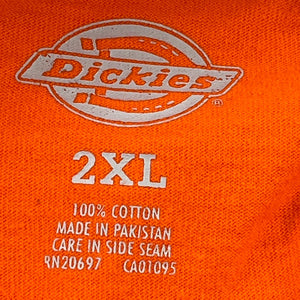 Dickies
2XL
100% COTTON
MADE IN PAKISTAN
CARE IN SIDE SEAM
RN20697 CA01095